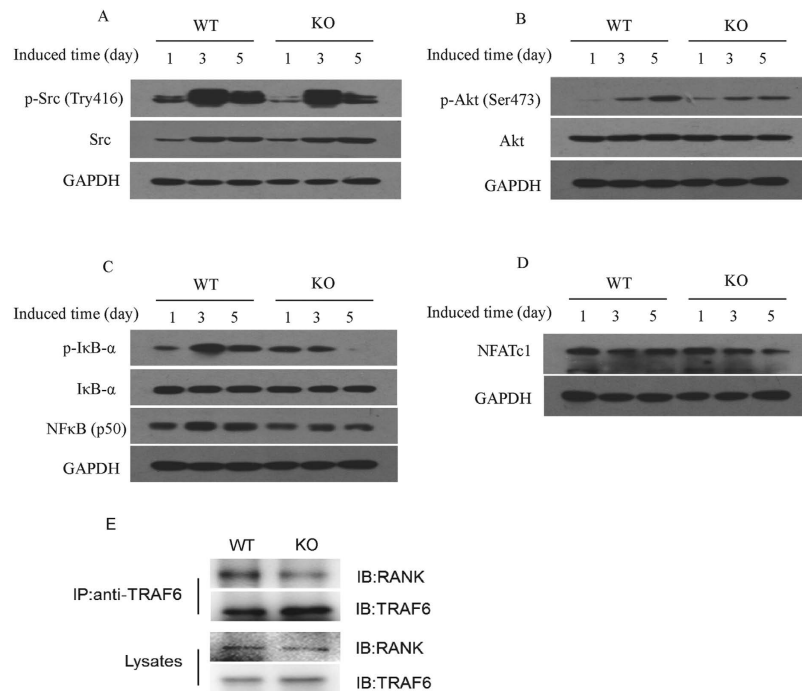 A
WT KO
Induced time (day) 1 3 5 1 3 5
p-Src (Try416)
Src
GAPDH
B
WT KO
Induced time (day) 1 3 5 1 3 5
p-Akt (Ser473)
Akt
GAPDH
C
WT KO
Induced time (day) 1 3 5 1 3 5
p-IκB-α
IκB-α
NFκB (p50)
GAPDH
D
WT KO
Induced time (day) 1 3 5 1 3 5
NFATc1
GAPDH
E
WT KO
IP:anti-TRAF6
IB:RANK
IB:TRAF6
Lysates
IB:RANK
IB:TRAF6